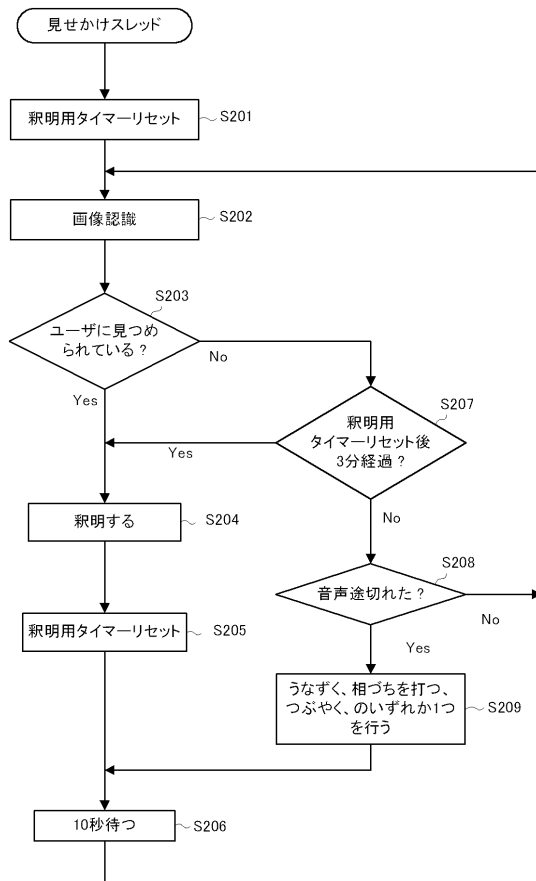 見せかけスレッド
釈明用タイマーリセット
S201
画像認識
S202
S203
ユーザに見つめ
られている？
No
Yes
S207
釈明用
タイマーリセット後
3分経過？
Yes
No
釈明する
S204
S208
音声途切れた？
No
Yes
釈明用タイマーリセット
S205
うなずく、相づちを打つ、
つぶやく、のいずれか1つ
を行う
S209
10秒待つ
S206